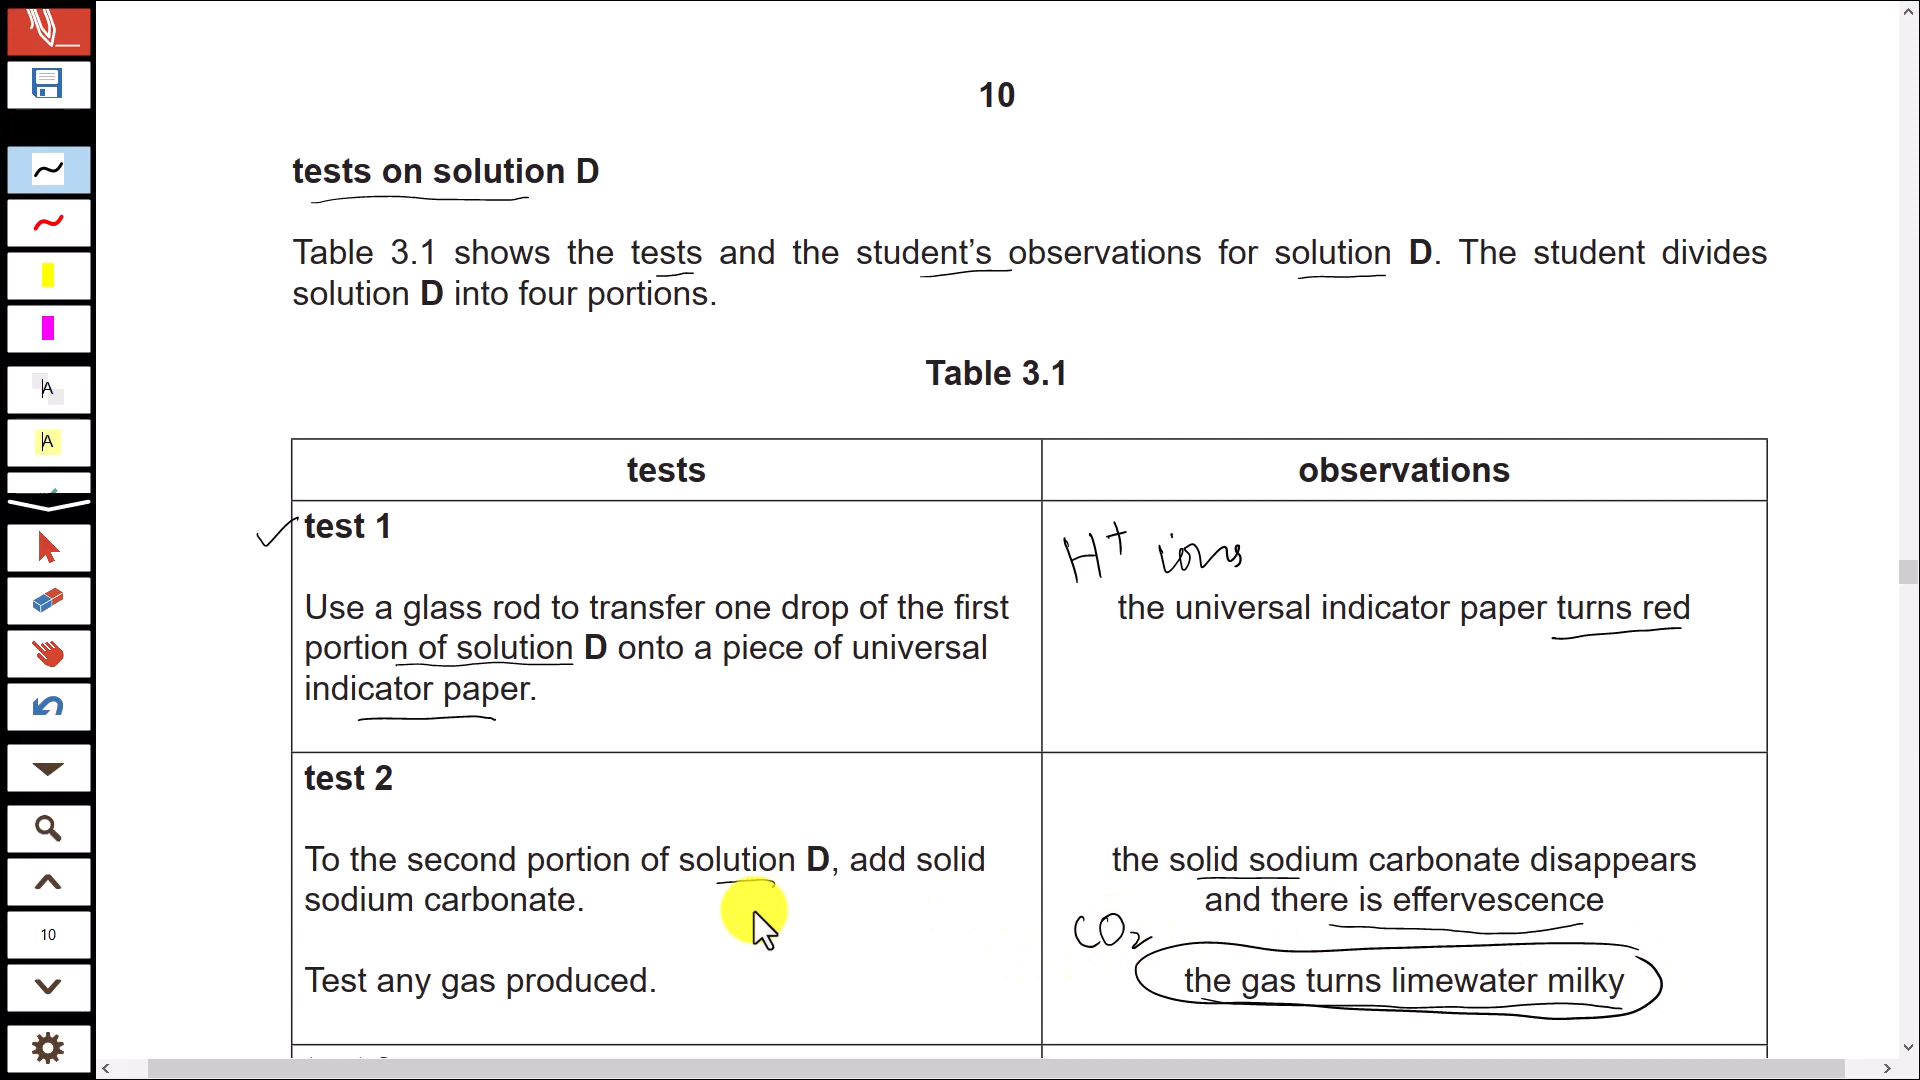 10
tests on solution D
Table 3.1 shows the tests and the student’s observations for solution D. The student divides
solution D into four portions.
Table 3.1
tests
observations
test 1
H+ ions
Use a glass rod to transfer one drop of the first
portion of solution D onto a piece of universal
indicator paper.
the universal indicator paper turns red
test 2
To the second portion of solution D, add solid
sodium carbonate.
Test any gas produced.
the solid sodium carbonate disappears
and there is effervescence
CO2
the gas turns limewater milky
A
A
10